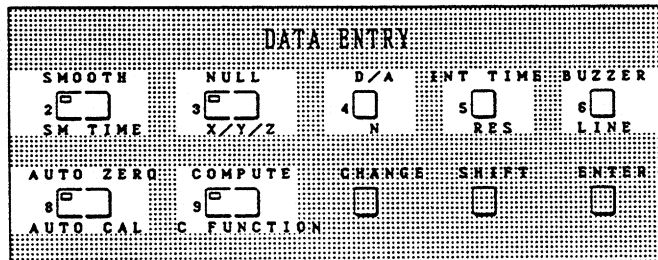 DATA ENTRY
SMOOTH NULL D/A INT TIME BUZZER
2 3 4 5 6
SM TIME X/Y/Z N RES LINE
AUTO ZERO COMPUTE CHANGE SHIFT ENTER
8 9
AUTO CAL C FUNCTION